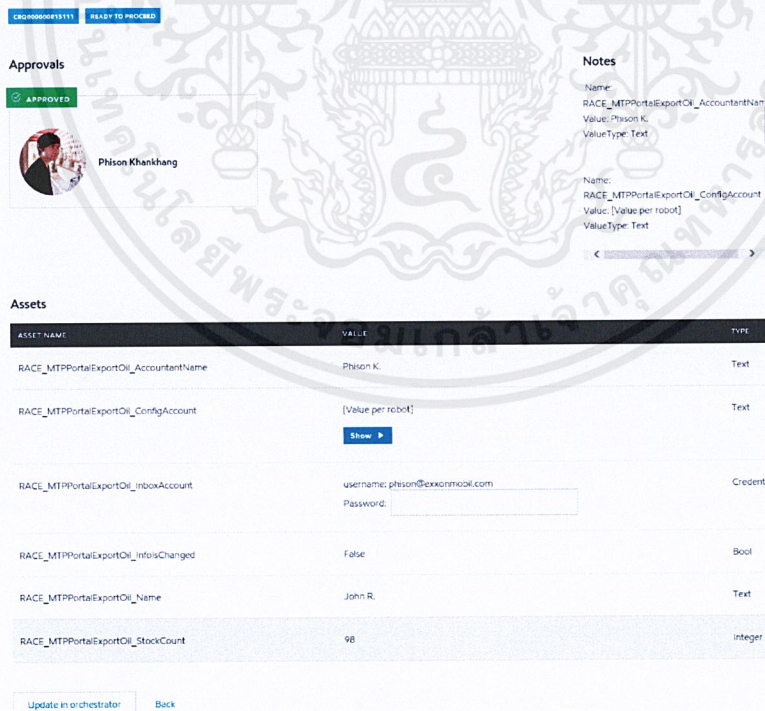 CRQ000000815111 READY TO PROCEED
Approvals
APPROVED
Phison Khankhang
Notes
Name:
RACE_MTPPortalExportOil_AccountantNam
Value: Phison K.
ValueType: Text
Name:
RACE_MTPPortalExportOil_ConfigAccount
Value: [Value per robot]
ValueType: Text
Assets
ASSET NAME VALUE TYPE
RACE_MTPPortalExportOil_AccountantName Phison K. Text
RACE_MTPPortalExportOil_ConfigAccount [Value per robot] Text
Show
RACE_MTPPortalExportOil_InboxAccount username: phison@exxonmobil.com Credent
Password:
RACE_MTPPortalExportOil_InfoIsChanged False Bool
RACE_MTPPortalExportOil_Name John R. Text
RACE_MTPPortalExportOil_StockCount 98 Integer
Update in orchestrator Back